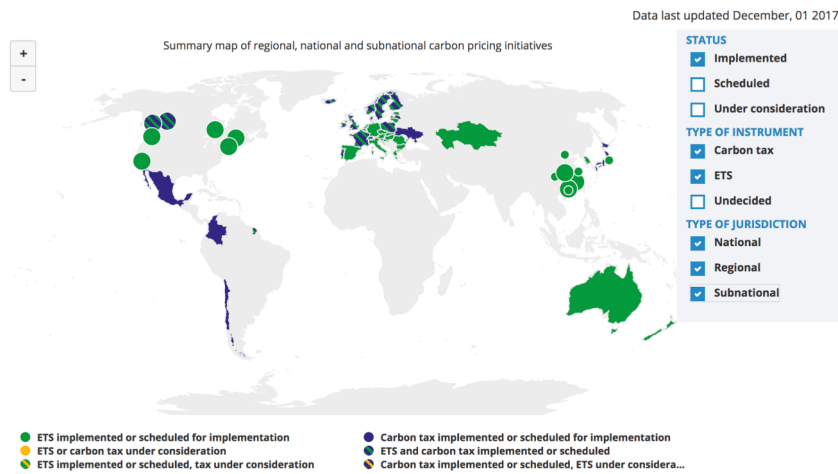 Data last updated December, 01 2017
+
-
Summary map of regional, national and subnational carbon pricing initiatives
STATUS
Implemented
Scheduled
Under consideration
TYPE OF INSTRUMENT
Carbon tax
ETS
Undecided
TYPE OF JURISDICTION
National
Regional
Subnational
ETS implemented or scheduled for implementation
ETS or carbon tax under consideration
ETS implemented or scheduled, tax under consideration
Carbon tax implemented or scheduled for implementation
ETS and carbon tax implemented or scheduled
Carbon tax implemented or scheduled, ETS under considera...